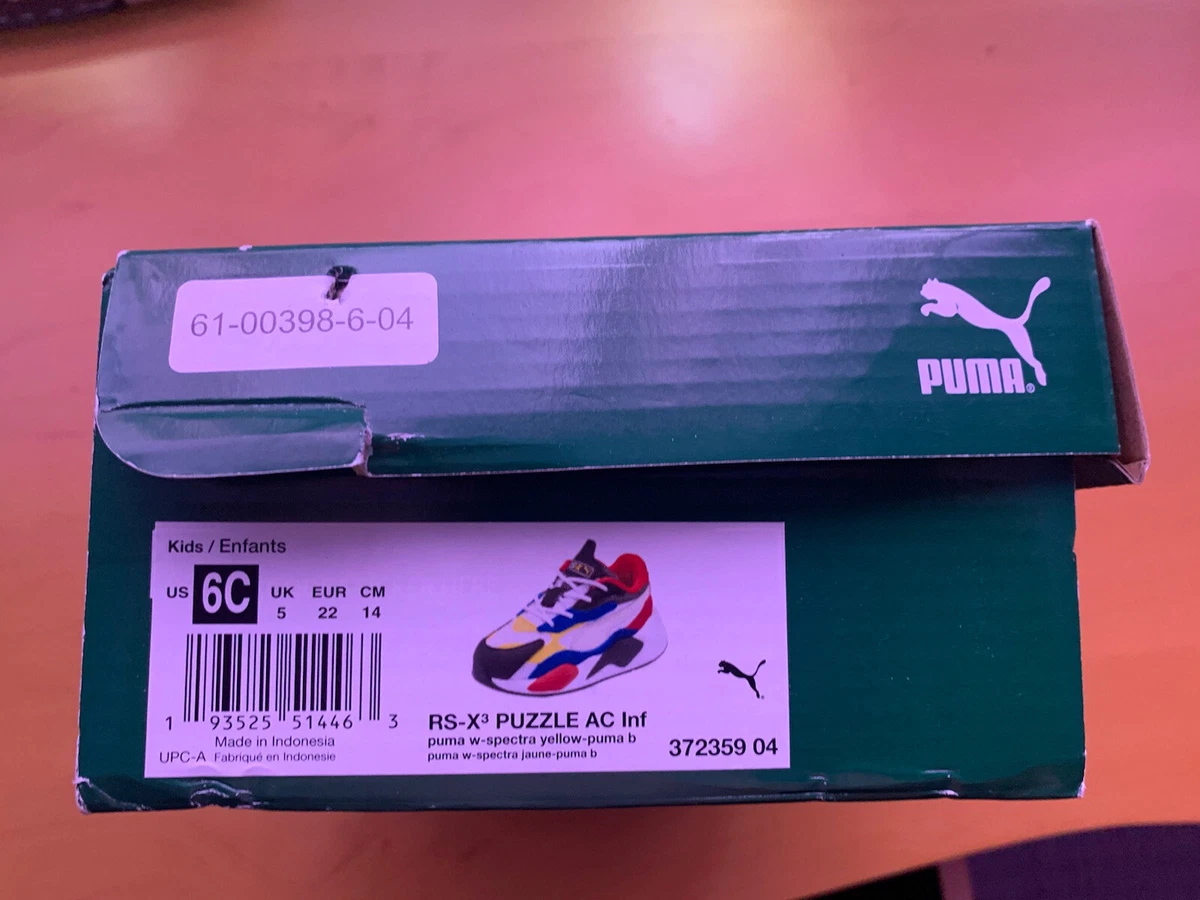 61-00398-6-04
PUMA®
Kids / Enfants
US 6C UK 5 EUR 22 CM 14
1 93525 51446 3
Made in Indonesia
UPC-A Fabriqué en Indonesie
RS-X³ PUZZLE AC Inf
puma w-spectra yellow-puma b
puma w-spectra jaune-puma b
372359 04